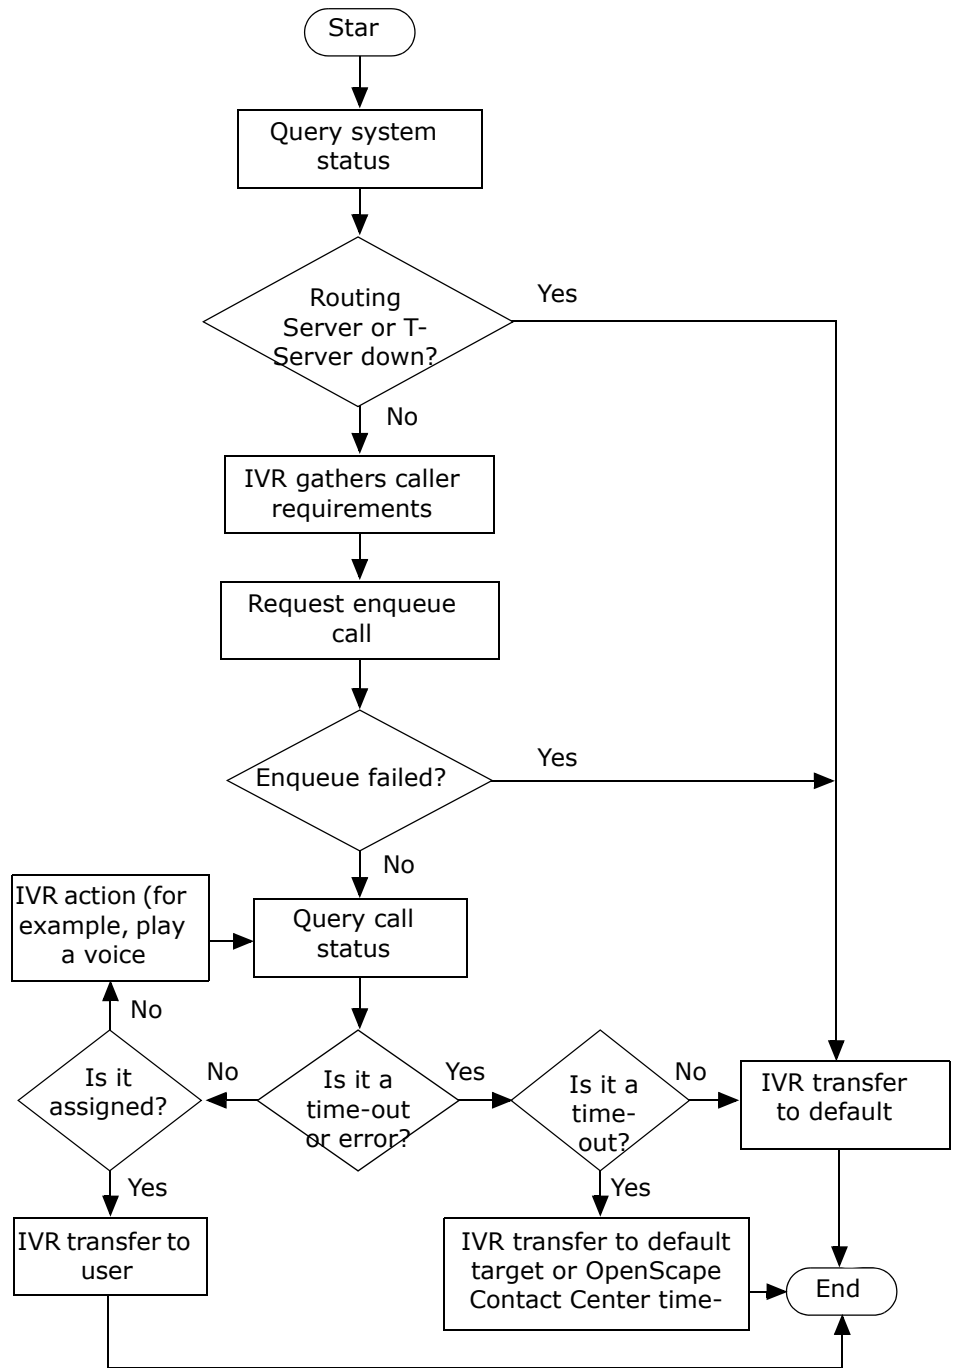 Star
Query system
status
Routing
Server or T-
Server down?
Yes
No
IVR gathers caller
requirements
Request enqueue
call
Enqueue failed?
Yes
No
IVR action (for
example, play
a voice
Query call
status
No
Is it
assigned?
No
Is it a
time-out
or error?
Yes
Is it a
time-
out?
No
IVR transfer
to default
Yes
Yes
IVR transfer to
user
IVR transfer to default
target or OpenScape
Contact Center time-
End